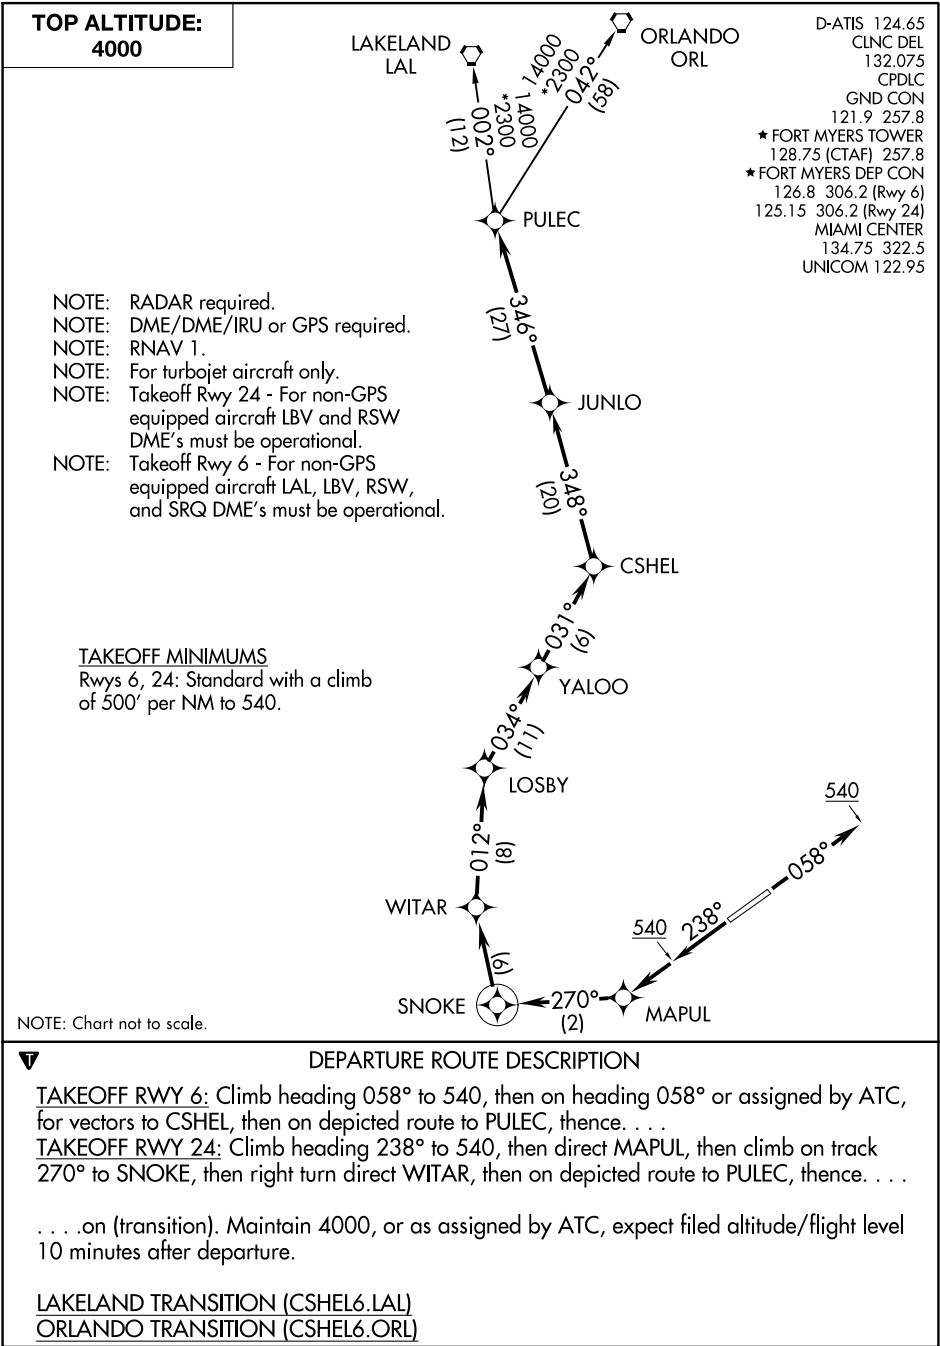 TOP ALTITUDE:
4000
LAKELAND
LAL
ORLANDO
ORL
D-ATIS 124.65
CLNC DEL
132.075
CPDLC
GND CON
121.9 257.8
★ FORT MYERS TOWER
128.75 (CTAF) 257.8
★ FORT MYERS DEP CON
126.8 306.2 (Rwy 6)
125.15 306.2 (Rwy 24)
MIAMI CENTER
134.75 322.5
UNICOM 122.95
14000
*2300
002°
(12)
14000
*2300
042°
(58)
PULEC
346°
(27)
NOTE: RADAR required.
NOTE: DME/DME/IRU or GPS required.
NOTE: RNAV 1.
NOTE: For turbojet aircraft only.
NOTE: Takeoff Rwy 24 - For non-GPS
equipped aircraft LBV and RSW
DME's must be operational.
NOTE: Takeoff Rwy 6 - For non-GPS
equipped aircraft LAL, LBV, RSW,
and SRQ DME's must be operational.
JUNLO
348°
(20)
CSHEL
031°
(6)
TAKEOFF MINIMUMS
Rwys 6, 24: Standard with a climb
of 500' per NM to 540.
YALOO
034°
(11)
LOSBY
012°
(8)
540
058°
WITAR
238°
540
(6)
SNOKE
270°
(2)
MAPUL
NOTE: Chart not to scale.
T
DEPARTURE ROUTE DESCRIPTION
TAKEOFF RWY 6: Climb heading 058° to 540, then on heading 058° or assigned by ATC,
for vectors to CSHEL, then on depicted route to PULEC, thence. . . .
TAKEOFF RWY 24: Climb heading 238° to 540, then direct MAPUL, then climb on track
270° to SNOKE, then right turn direct WITAR, then on depicted route to PULEC, thence. . . .
. . . .on (transition). Maintain 4000, or as assigned by ATC, expect filed altitude/flight level
10 minutes after departure.
LAKELAND TRANSITION (CSHEL6.LAL)
ORLANDO TRANSITION (CSHEL6.ORL)